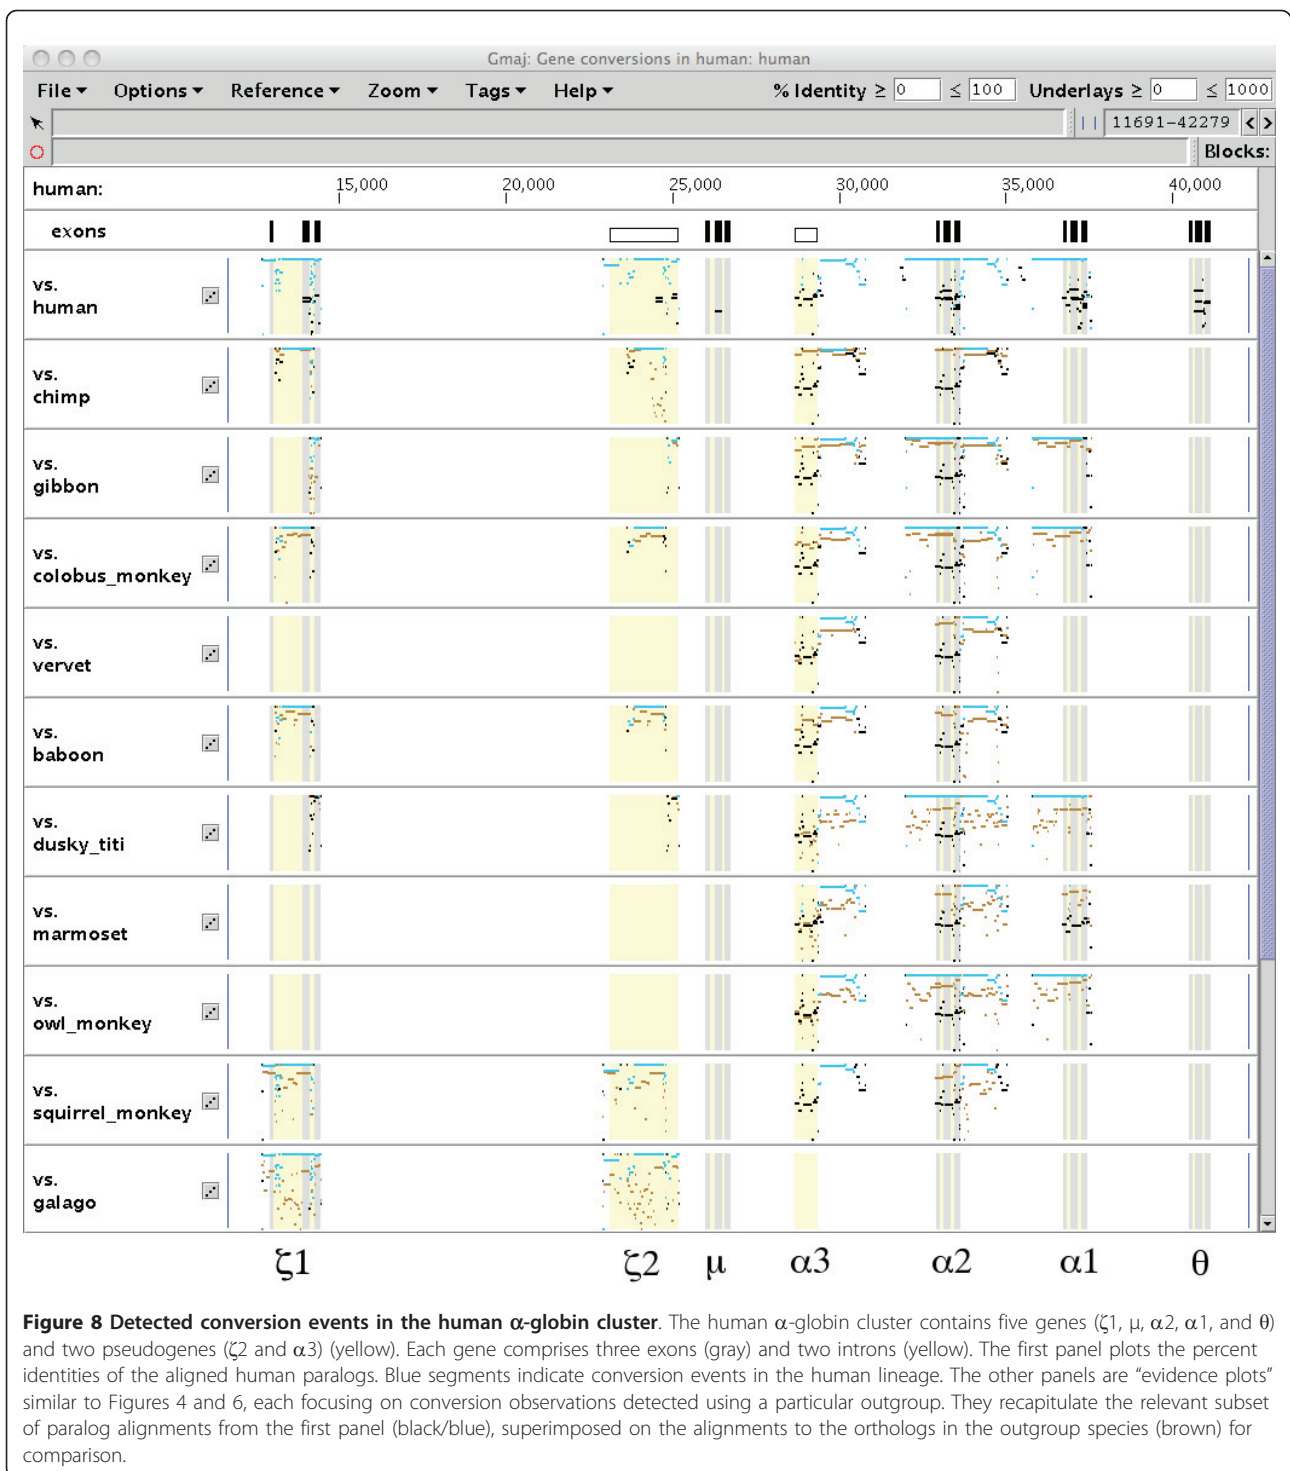 Gmaj: Gene conversions in human: human
File ▾ Options ▾ Reference ▾ Zoom ▾ Tags ▾ Help ▾ % Identity ≥ 0 ≤ 100 Underlays ≥ 0 ≤ 1000
11691-42279 < >
Blocks:
human: 15,000 20,000 25,000 30,000 35,000 40,000
exons
vs.
human
vs.
chimp
vs.
gibbon
vs.
colobus_monkey
vs.
vervet
vs.
baboon
vs.
dusky_titi
vs.
marmoset
vs.
owl_monkey
vs.
squirrel_monkey
vs.
galago
ζ1 ζ2 μ α3 α2 α1 θ
Figure 8 Detected conversion events in the human α-globin cluster. The human α-globin cluster contains five genes (ζ1, μ, α2, α1, and θ)
and two pseudogenes (ζ2 and α3) (yellow). Each gene comprises three exons (gray) and two introns (yellow). The first panel plots the percent
identities of the aligned human paralogs. Blue segments indicate conversion events in the human lineage. The other panels are “evidence plots”
similar to Figures 4 and 6, each focusing on conversion observations detected using a particular outgroup. They recapitulate the relevant subset
of paralog alignments from the first panel (black/blue), superimposed on the alignments to the orthologs in the outgroup species (brown) for
comparison.